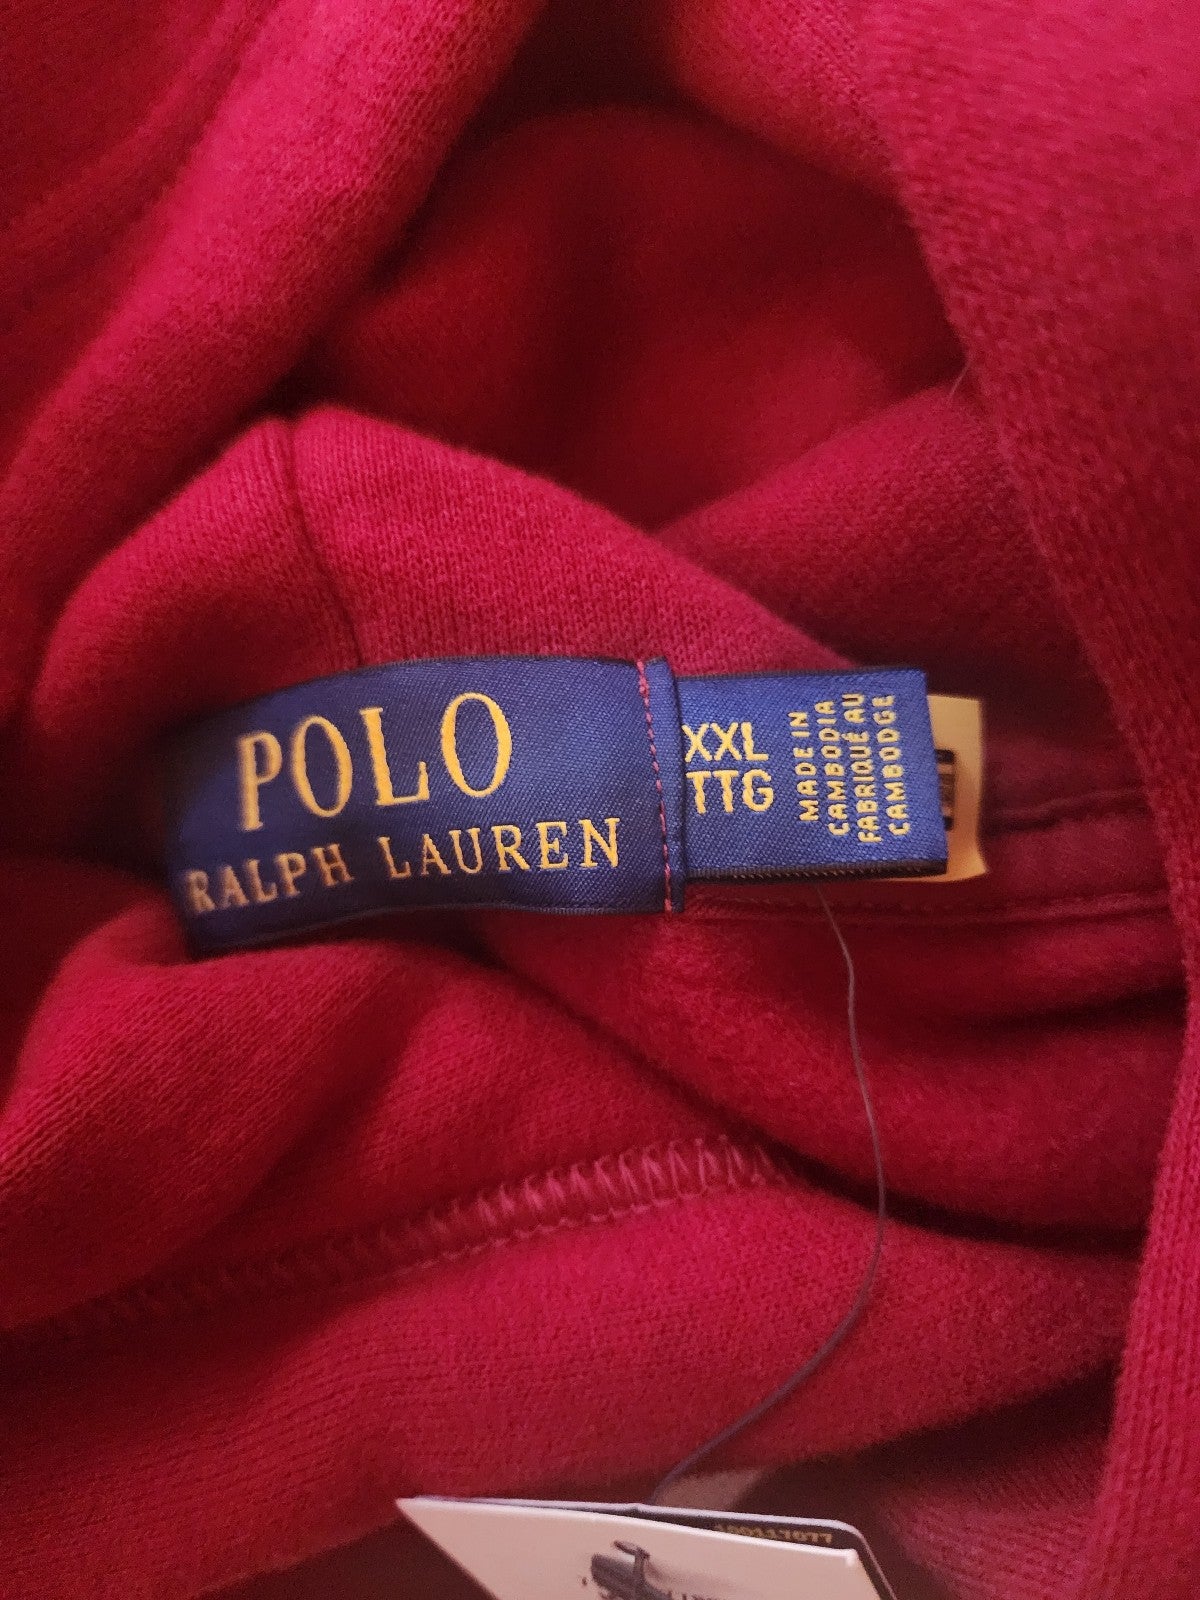 POLO
RALPH LAUREN
XXL
TTG
MADE IN
CAMBODIA
FABRIQUÉ AU
CAMBODGE